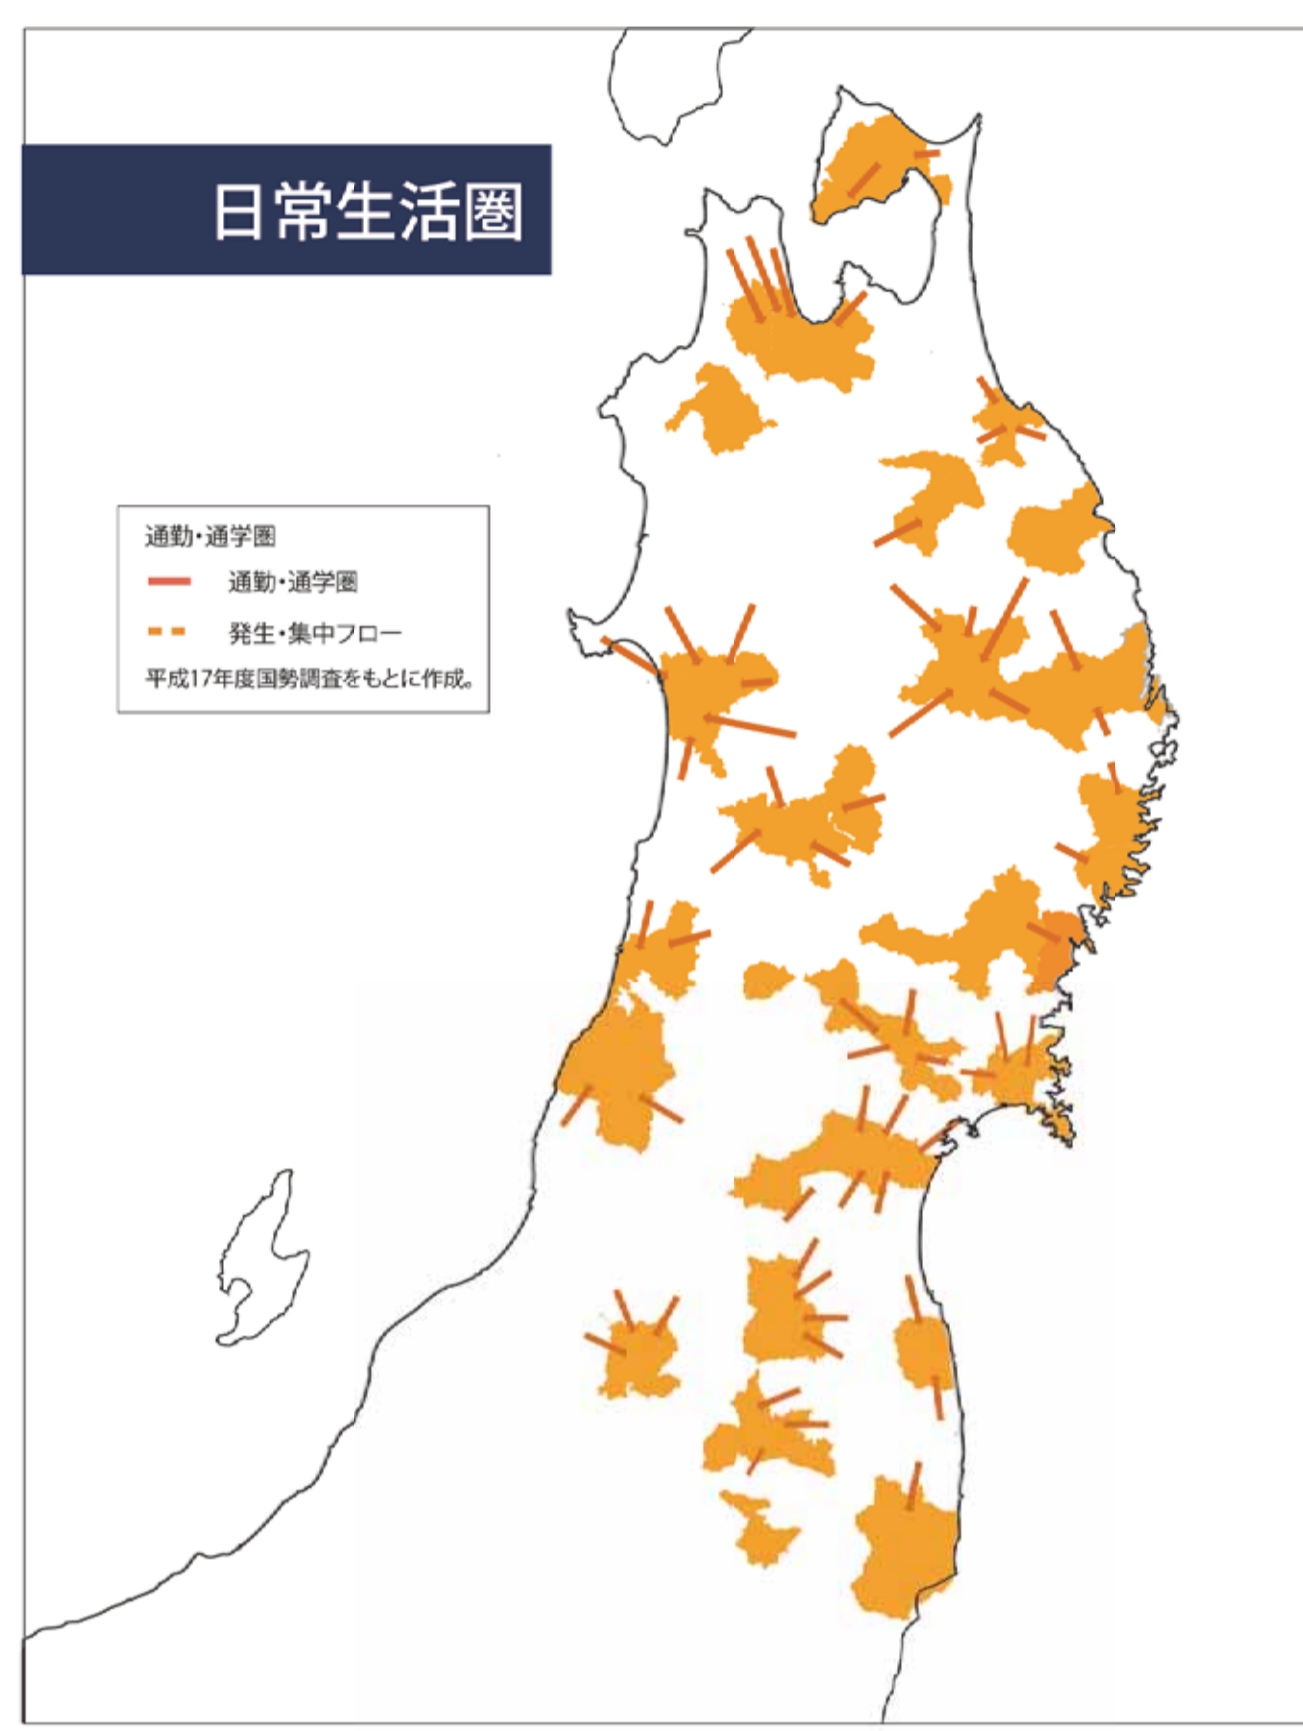 日常生活圏
通勤・通学圏
通勤・通学圏
発生・集中フロー
平成17年度国勢調査をもとに作成。